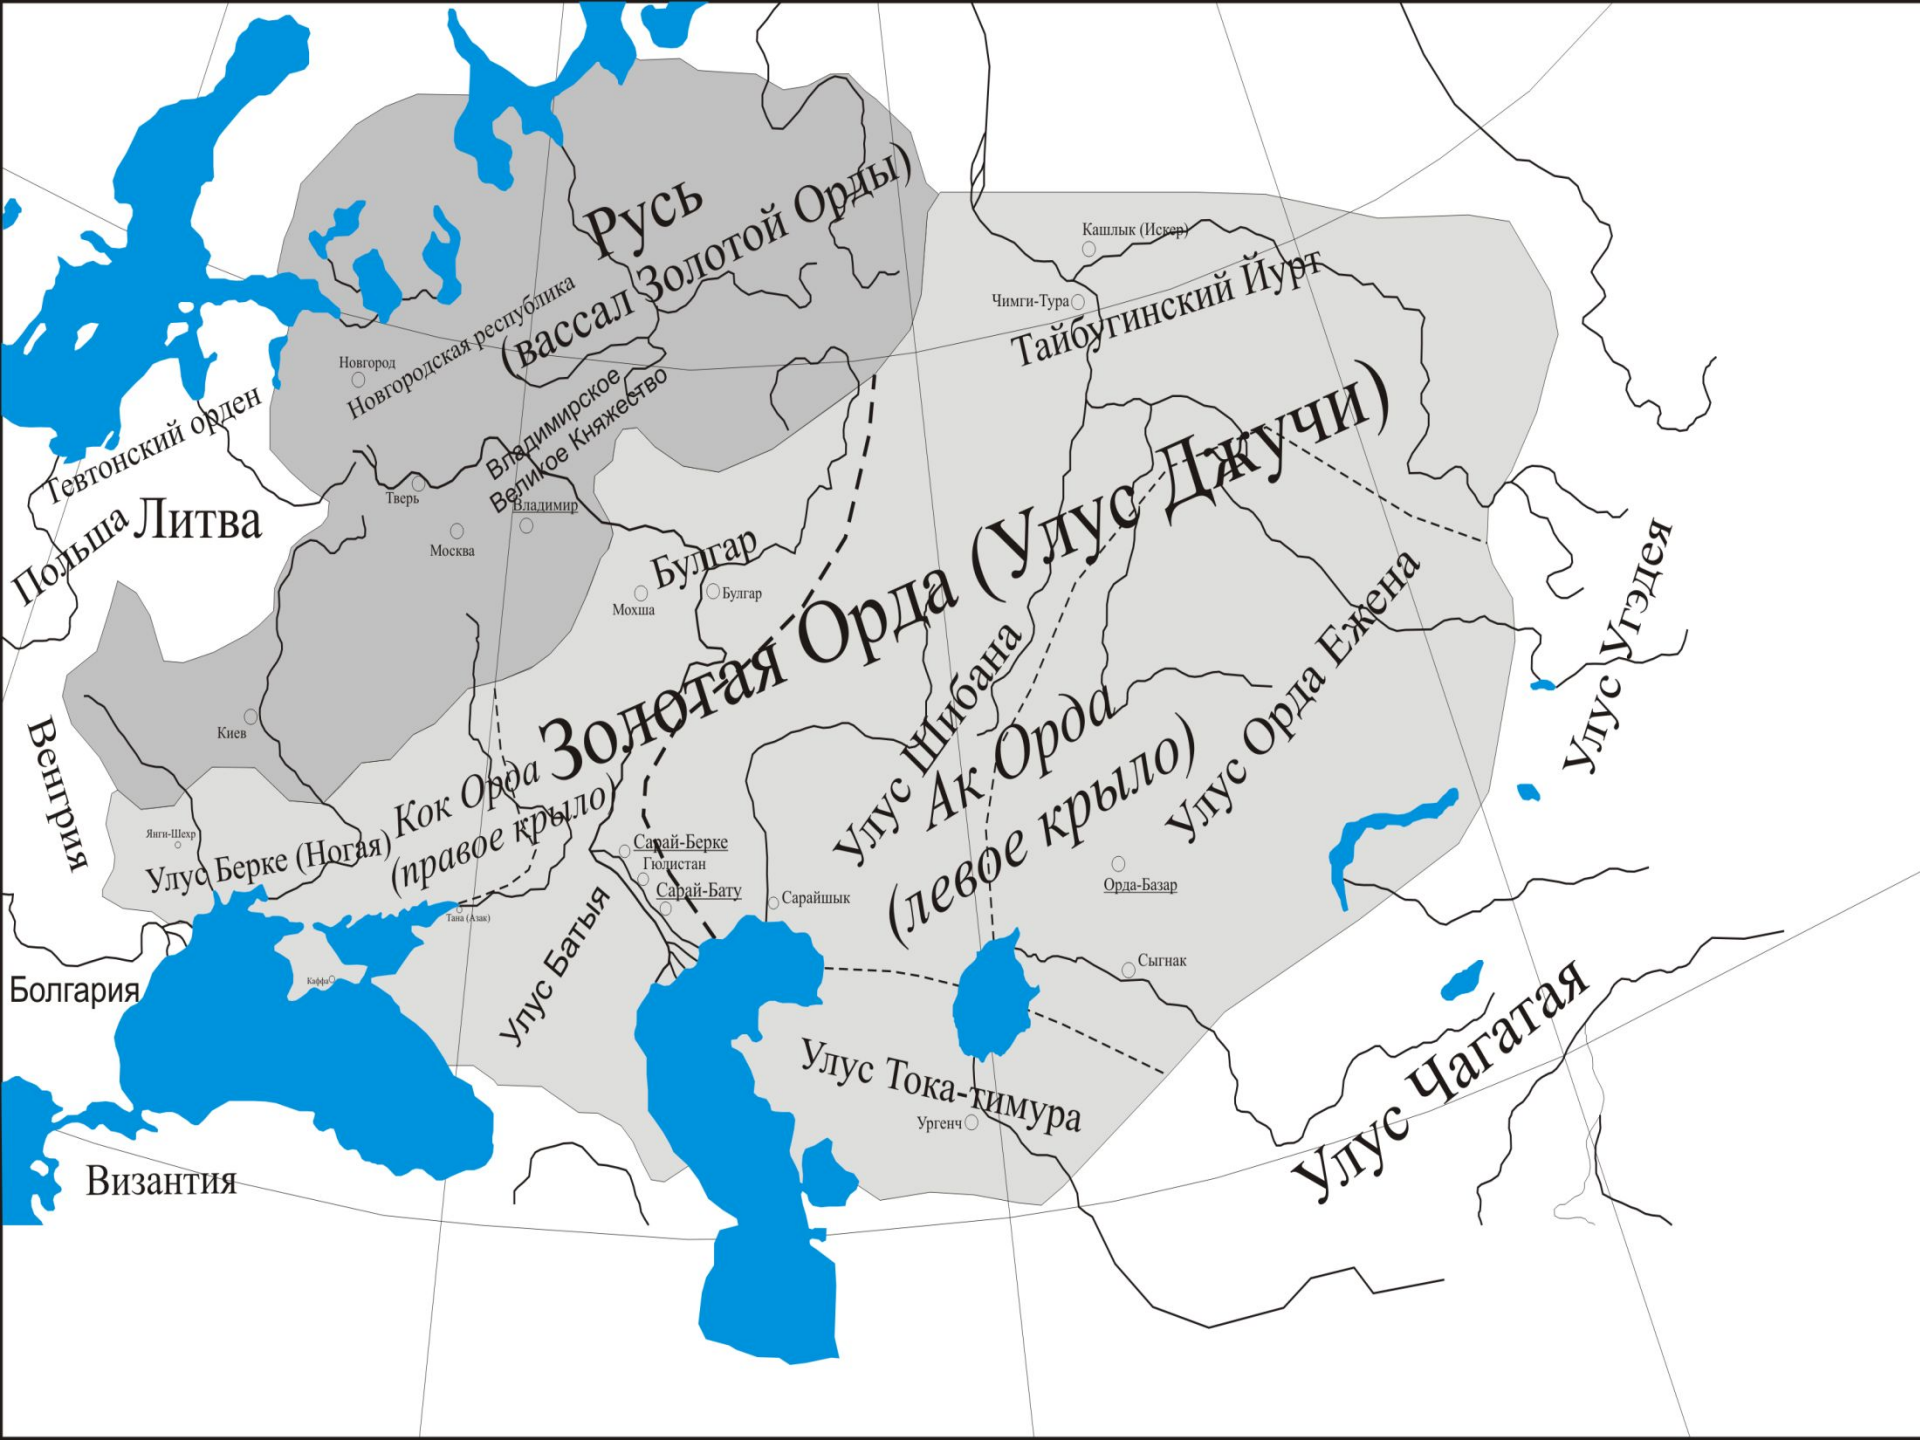 Русь
(вассал Золотой Орды)
Кашлык (Искер)
Чимги-Тура
Тайбугинский Йурт
Новгород
Новгородская республика
Владимирское
Великое Княжество
Тевтонский орден
Тверь
Владимир
Польша
Литва
Москва
Булгар
Мохша
Булгар
Золотая Орда (Улус Джучи)
Улус Угэдея
Улус Шибана
Улус Орда Ежена
Ак Орда
(левое крыло)
Киев
Венгрия
Кок Орда
(правое крыло)
Янги-Шехр
Улус Берке (Ногая)
Сарай-Берке
Гюлистан
Сарай-Бату
Сарайшык
Орда-Базар
Тана (Азак)
Улус Батыя
Сыгнак
Каффа
Болгария
Улус Тока-тимура
Ургенч
Улус Чагатая
Византия